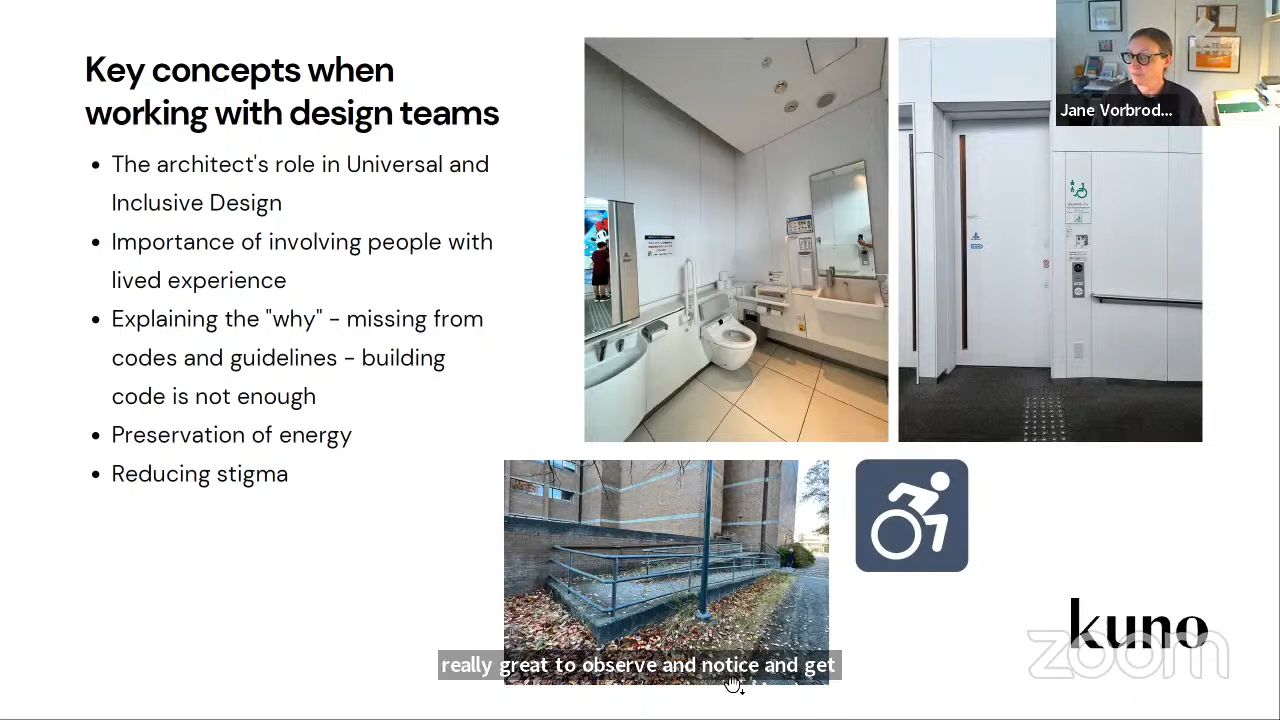 Key concepts when
working with design teams
• The architect's role in Universal and
Inclusive Design
• Importance of involving people with
lived experience
• Explaining the "why" - missing from
codes and guidelines - building
code is not enough
• Preservation of energy
• Reducing stigma
Jane Vorbrod...
kuno
zoom
really great to observe and notice and get